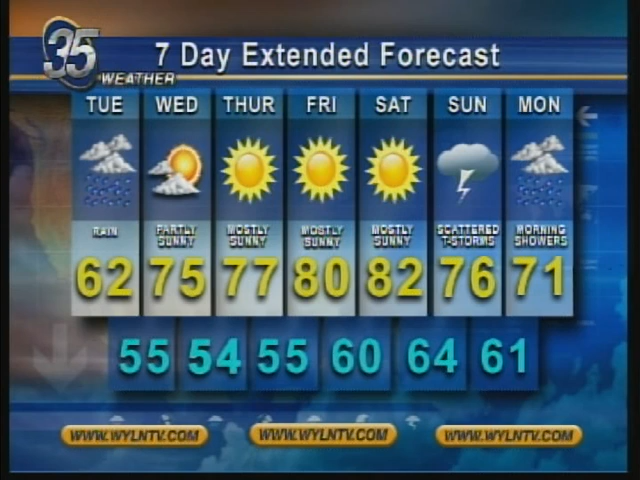 35
WEATHER
7 Day Extended Forecast
TUE WED THUR FRI SAT SUN MON
RAIN PARTLY SUNNY MOSTLY SUNNY MOSTLY SUNNY MOSTLY SUNNY SCATTERED T-STORMS MORNING SHOWERS
62 75 77 80 82 76 71
55 54 55 60 64 61
WWW.WYLNTV.COM WWW.WYLNTV.COM WWW.WYLNTV.COM